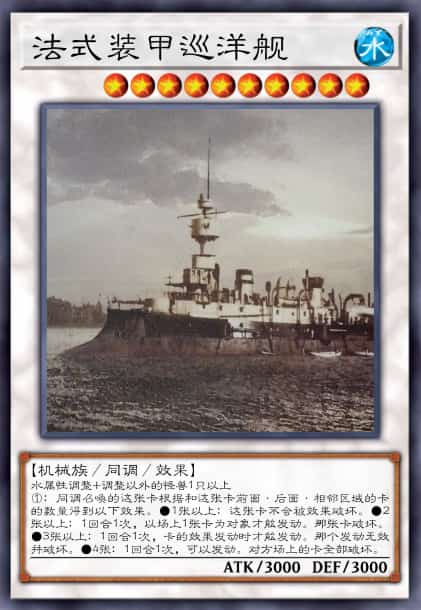 法式装甲巡洋舰
水
【机械族／同调／效果】
水属性调整+调整以外的怪兽1只以上
①：同调召唤的这张卡根据和这张卡前面·后面·相邻区域的卡
的数量得到以下效果。●1张以上：这张卡不会被效果破坏。●2
张以上：1回合1次，以场上1张卡为对象才能发动。那张卡破坏。
●3张以上：1回合1次，卡的效果发动时才能发动。那个发动无效
并破坏。●4张：1回合1次，可以发动。对方场上的卡全部破坏。
ATK/3000 DEF/3000